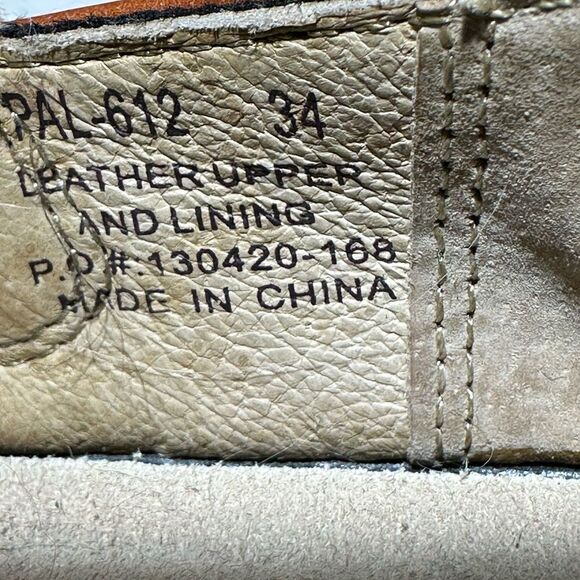 PAL-612 34
LEATHER UPPER
AND LINING
P.O #:130420-168
MADE IN CHINA